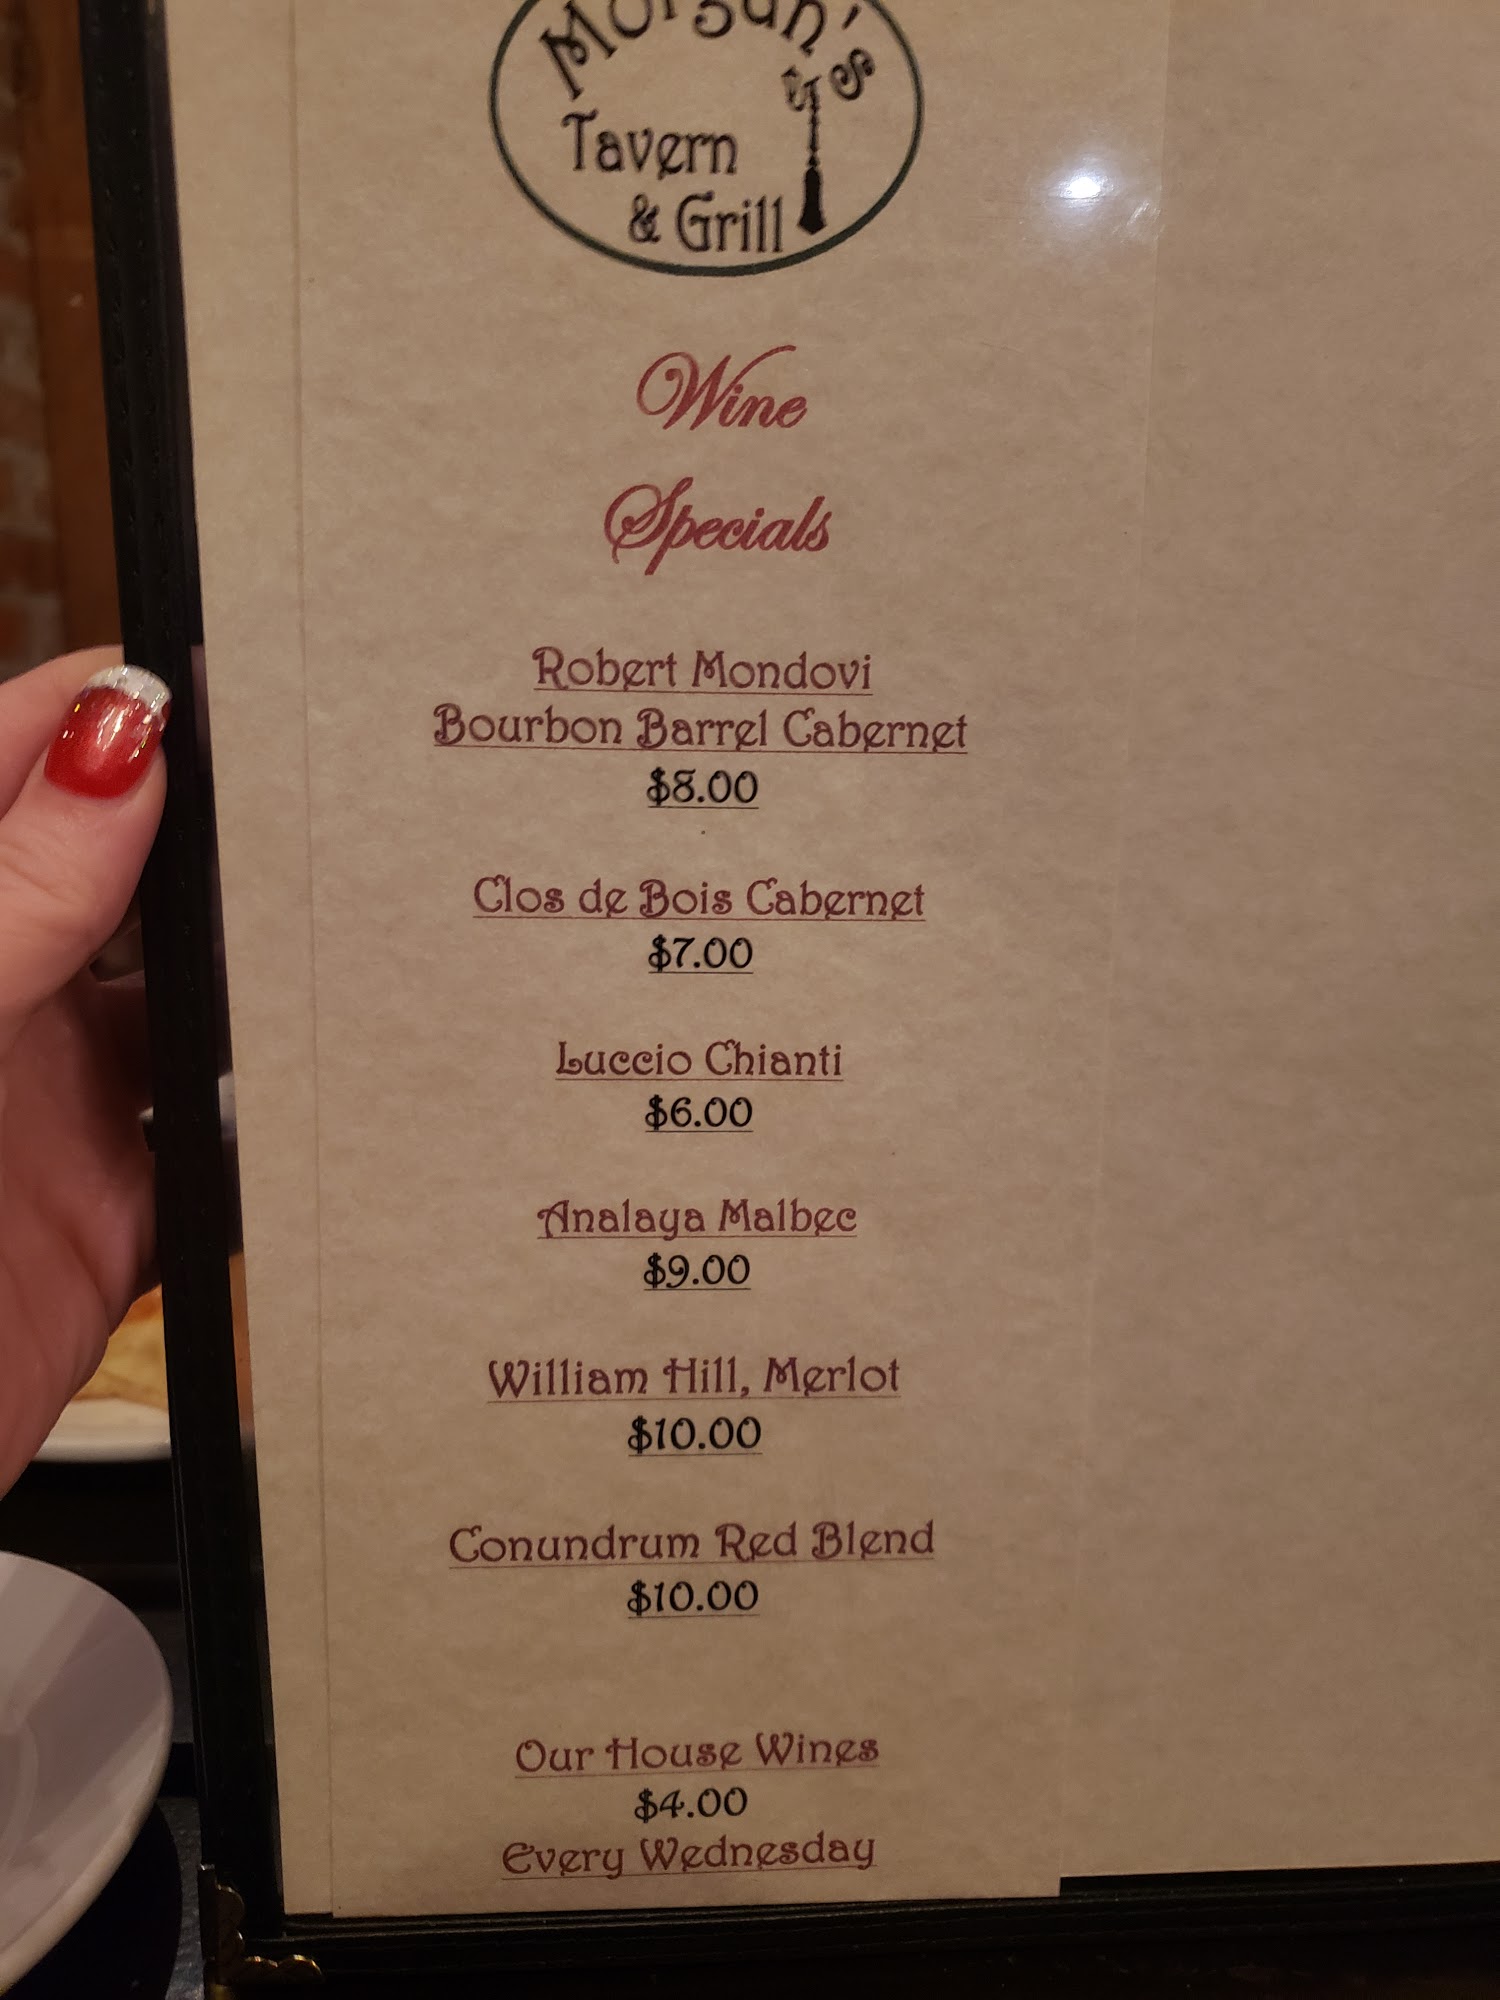 Morgan's
Tavern
& Grill
Wine
Specials
Robert Mondovi
Bourbon Barrel Cabernet
$8.00
Clos de Bois Cabernet
$7.00
Luccio Chianti
$6.00
Analaya Malbec
$9.00
William Hill, Merlot
$10.00
Conundrum Red Blend
$10.00
Our House Wines
$4.00
Every Wednesday